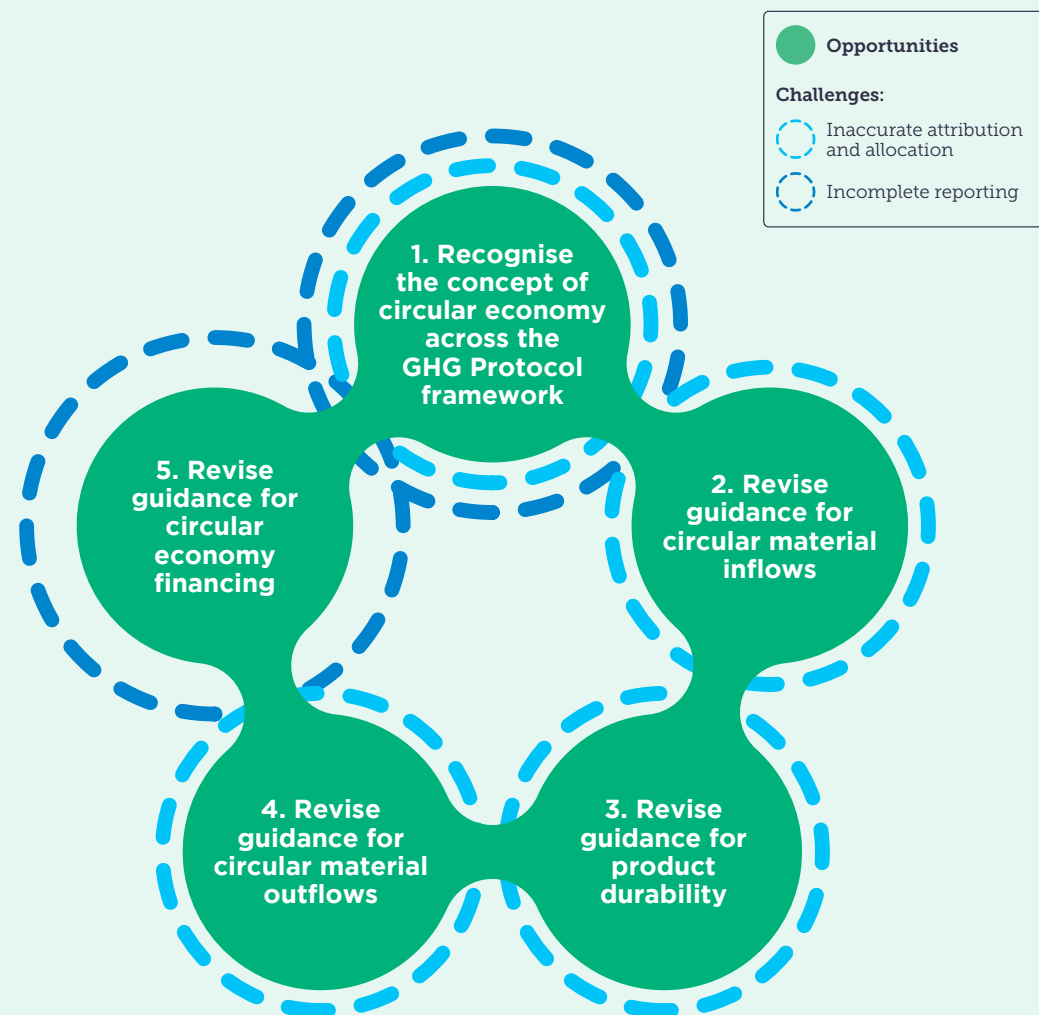 Opportunities
Challenges:
Inaccurate attribution
and allocation
Incomplete reporting
1. Recognise
the concept of
circular economy
across the
GHG Protocol
framework
2. Revise
guidance for
circular material
inflows
3. Revise
guidance for
product
durability
4. Revise
guidance for
circular material
outflows
5. Revise
guidance for
circular
economy
financing